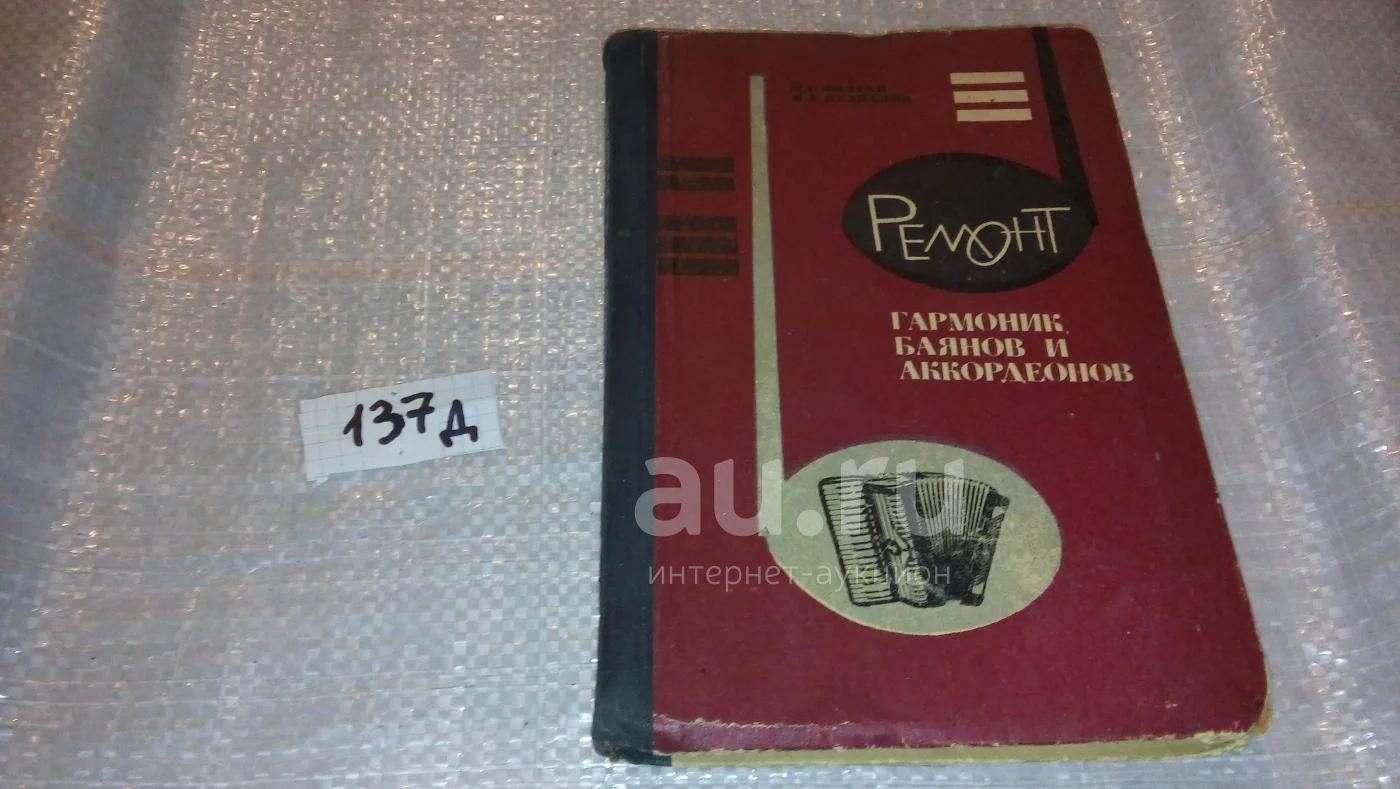 РЕМОНТ
ГАРМОНИК,
БАЯНОВ И
АККОРДЕОНОВ
137д
au.ru
интернет-аукцион